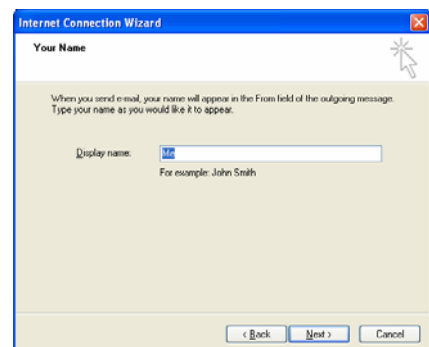 Internet Connection Wizard
Your Name
When you send e-mail, your name will appear in the From field of the outgoing message.
Type your name as you would like it to appear.
Display name: Me
For example: John Smith
< Back Next > Cancel